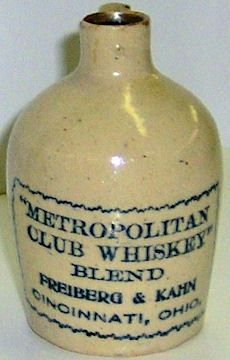 "METROPOLITAN
CLUB WHISKEY"
BLEND
FREIBERG & KAHN
CINCINNATI, OHIO.